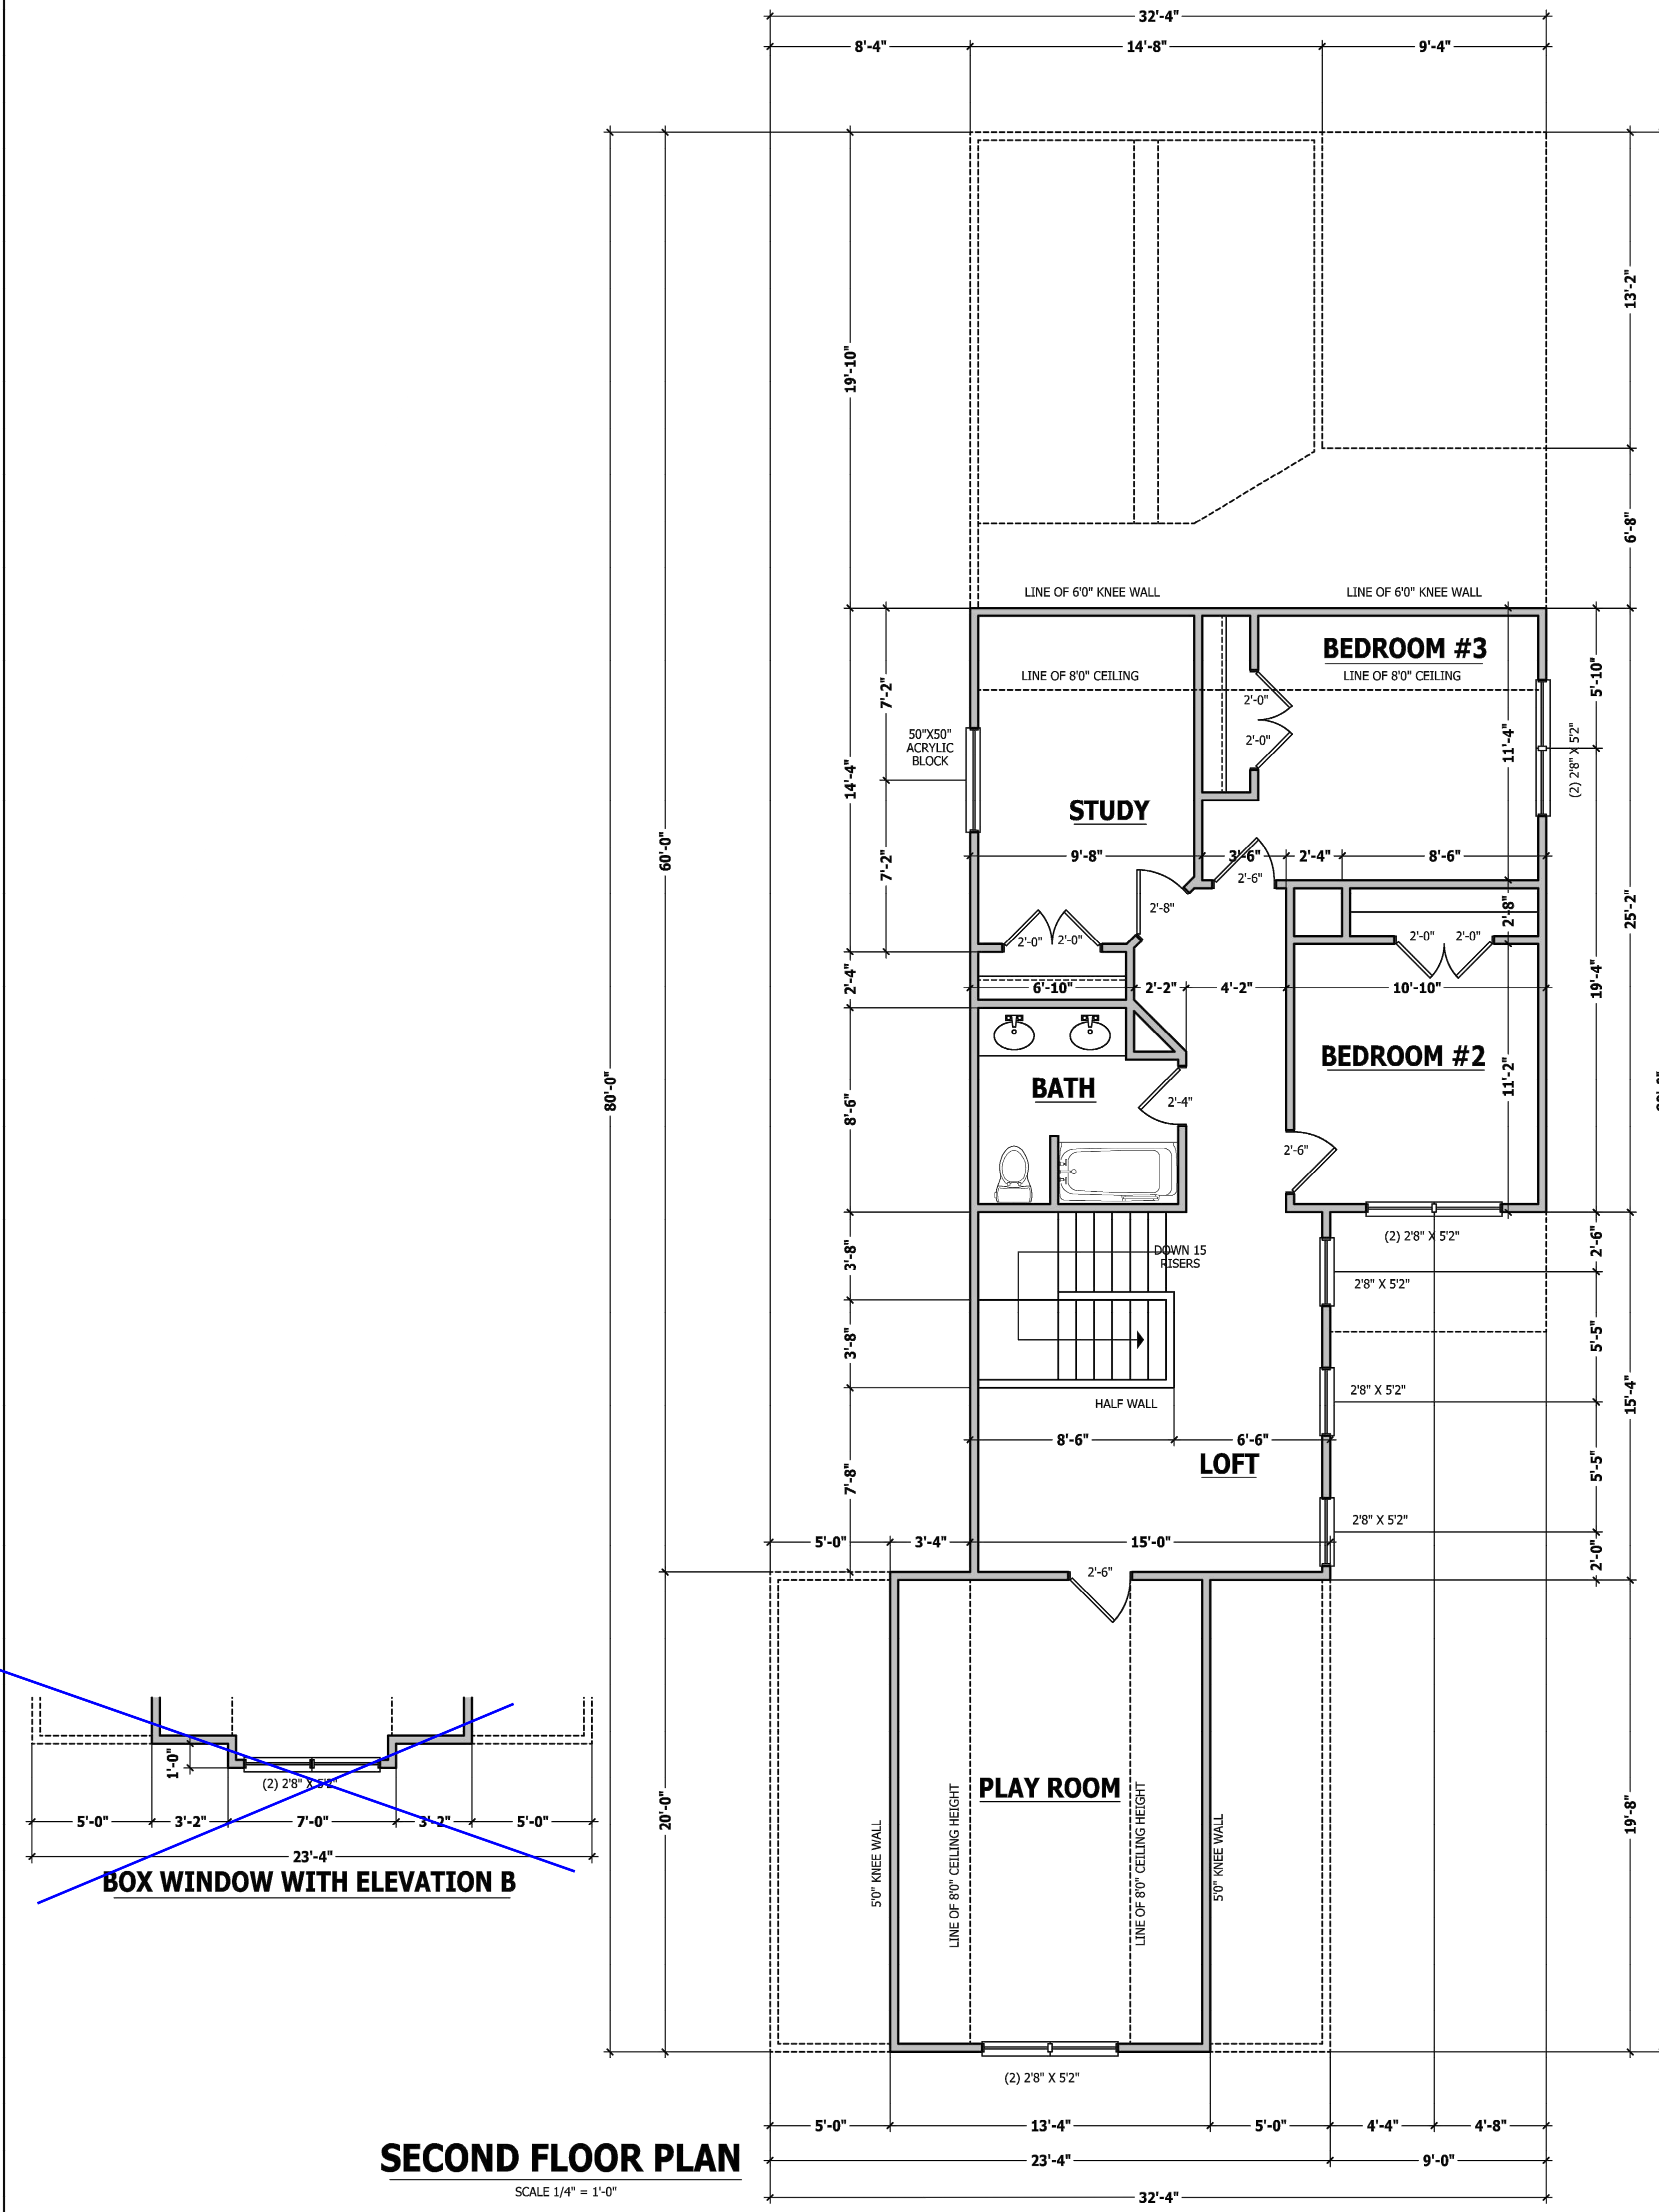 32'-4"
8'-4"
14'-8"
9'-4"
13'-2"
19'-10"
6'-8"
LINE OF 6'0" KNEE WALL
LINE OF 6'0" KNEE WALL
BEDROOM #3
LINE OF 8'0" CEILING
LINE OF 8'0" CEILING
5'-10"
7'-2"
2'-0"
50"X50"
ACRYLIC
BLOCK
2'-0"
11'-4"
(2) 2'8" X 5'2"
14'-4"
STUDY
60'-0"
7'-2"
9'-8"
3'-6"
2'-4"
8'-6"
2'-6"
2'-8"
2'-8"
25'-2"
2'-0"
2'-0"
2'-0"
2'-0"
2'-4"
6'-10"
2'-2"
4'-2"
10'-10"
19'-4"
BEDROOM #2
80'-0"
BATH
11'-2"
8'-6"
2'-4"
2'-6"
(2) 2'8" X 5'2"
3'-8"
DOWN 15
RISERS
2'-6"
2'8" X 5'2"
3'-8"
5'-5"
2'8" X 5'2"
15'-4"
HALF WALL
8'-6"
6'-6"
LOFT
7'-8"
5'-5"
2'8" X 5'2"
5'-0"
3'-4"
15'-0"
2'-0"
2'-6"
1'-0"
(2) 2'8" X 5'2"
PLAY ROOM
5'-0"
3'-2"
7'-0"
3'-2"
5'-0"
20'-0"
19'-8"
23'-4"
BOX WINDOW WITH ELEVATION B
5'0" KNEE WALL
LINE OF 8'0" CEILING HEIGHT
LINE OF 8'0" CEILING HEIGHT
5'0" KNEE WALL
(2) 2'8" X 5'2"
5'-0"
13'-4"
5'-0"
4'-4"
4'-8"
SECOND FLOOR PLAN
23'-4"
9'-0"
SCALE 1/4" = 1'-0"
32'-4"